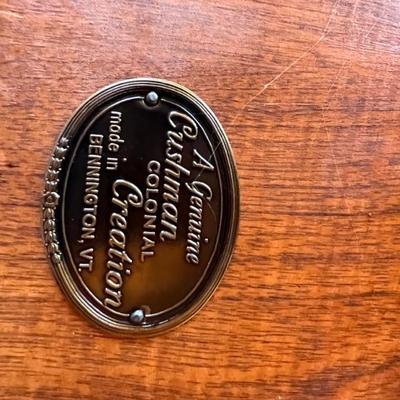 A Genuine
Cushman
COLONIAL
Creation
made in
BENNINGTON, VT.